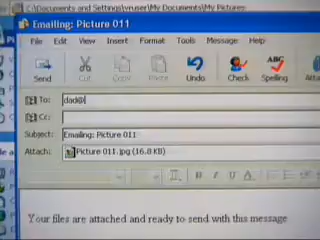 C:\Documents and Settings\vruser\My Documents\My Pictures
Emailing: Picture 011
File Edit View Insert Format Tools Message Help
Send Cut Copy Paste Undo Check Spelling
To: dad@
Cc:
Subject: Emailing: Picture 011
Attach: Picture 011.jpg (16.8 KB)
B I U A
Your files are attached and ready to send with this message